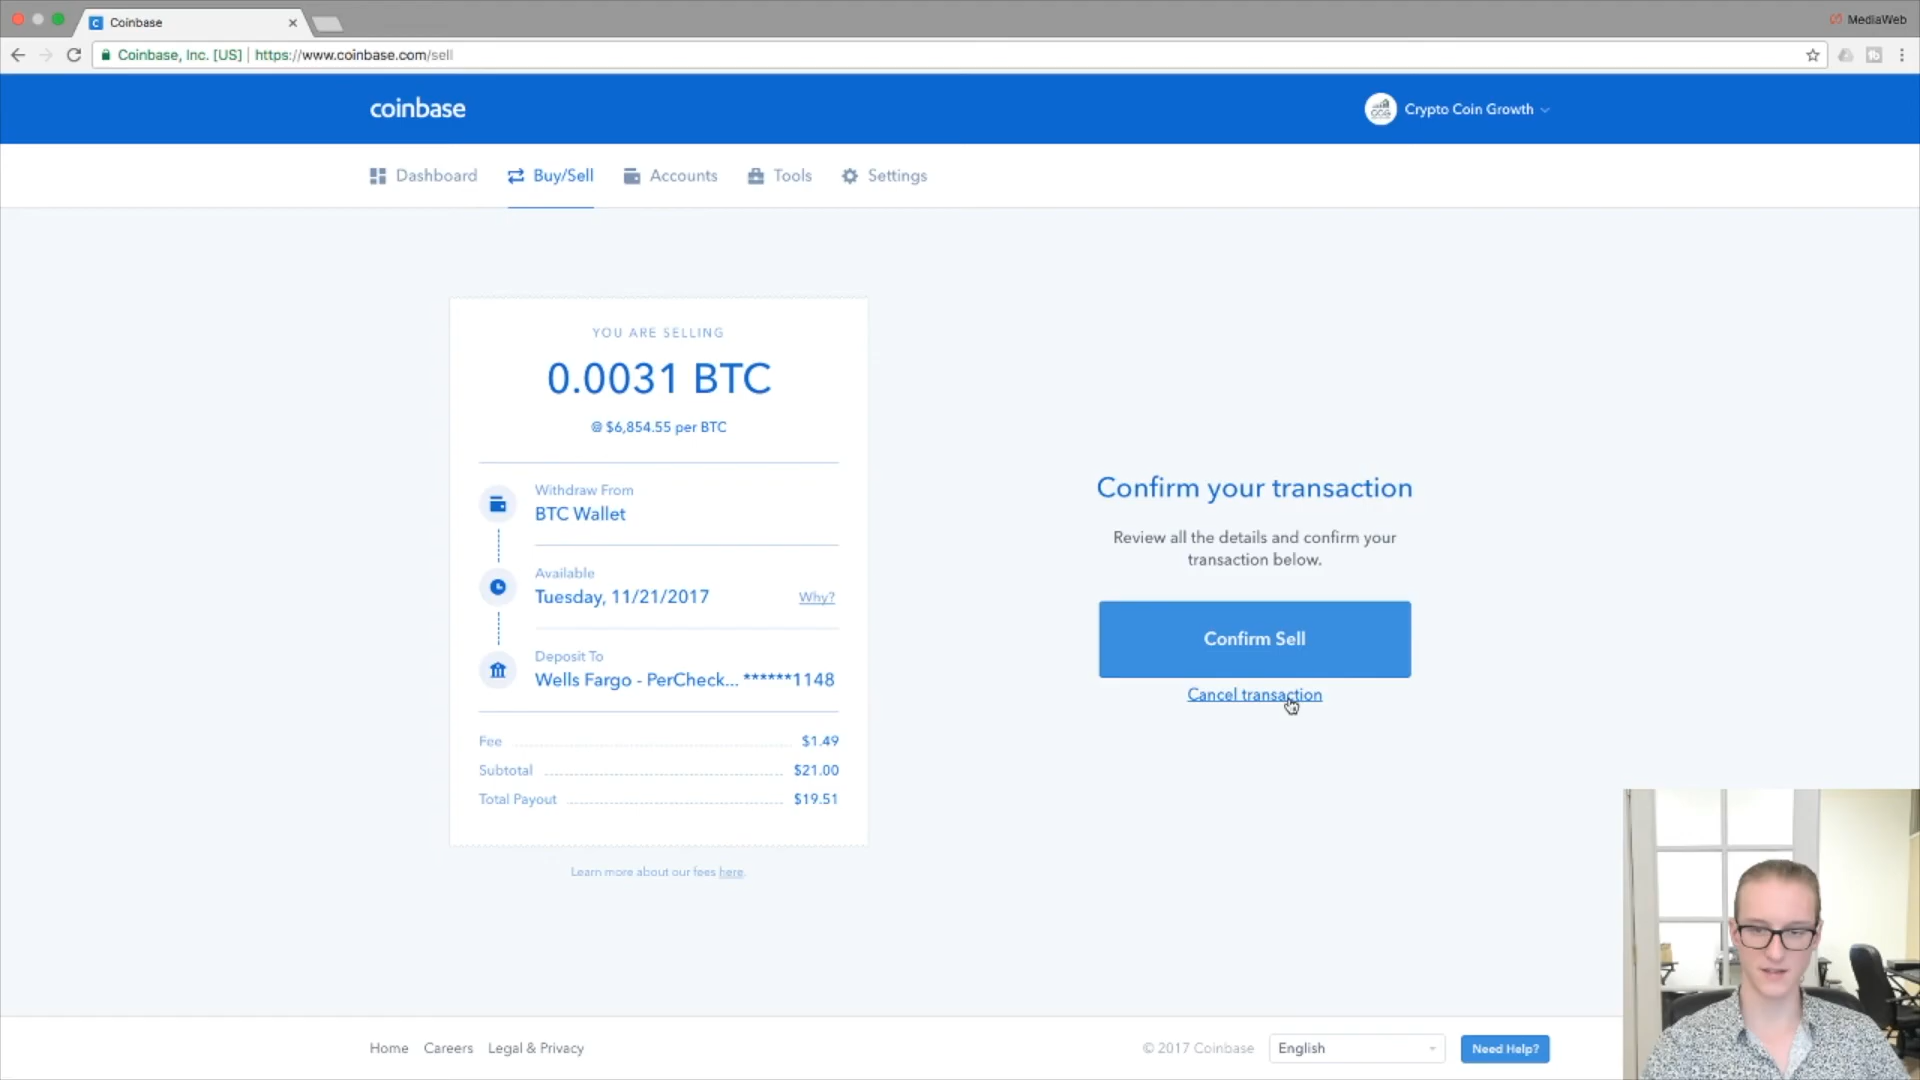 Coinbase
MediaWeb
Coinbase, Inc. [US] | https://www.coinbase.com/sell
coinbase
Crypto Coin Growth
Dashboard
Buy/Sell
Accounts
Tools
Settings
YOU ARE SELLING
0.0031 BTC
@ $6,854.55 per BTC
Withdraw From
BTC Wallet
Available
Tuesday, 11/21/2017 Why?
Deposit To
Wells Fargo - PerCheck... ******1148
Fee $1.49
Subtotal $21.00
Total Payout $19.51
Learn more about our fees here.
Confirm your transaction
Review all the details and confirm your
transaction below.
Confirm Sell
Cancel transaction
Home Careers Legal & Privacy
© 2017 Coinbase
English
Need Help?